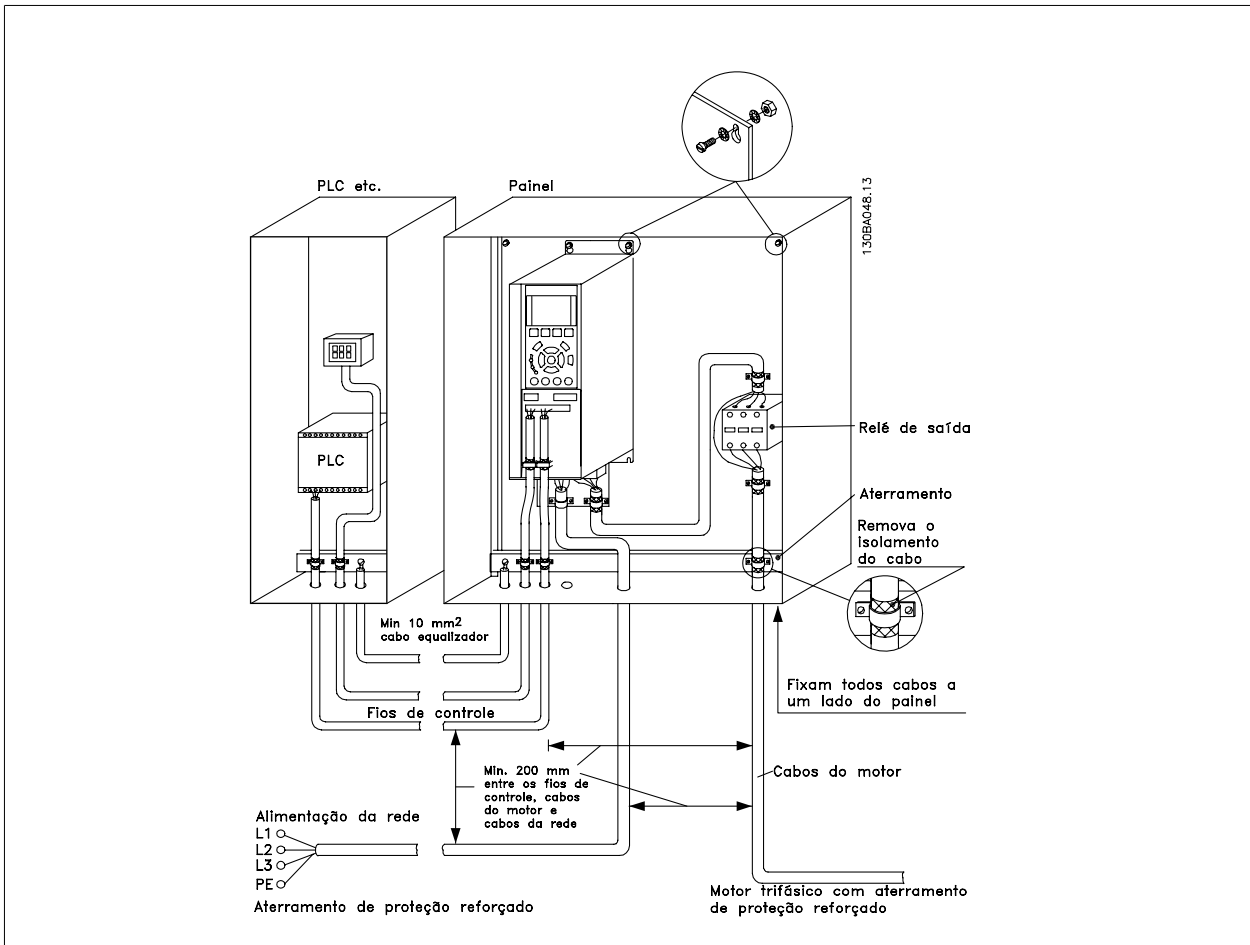 PLC etc.
Painel
130BA048.13
PLC
Relé de saída
Aterramento
Remova o
isolamento
do cabo
Min 10 mm2
cabo equalizador
Fixam todos cabos a
um lado do painel
Fios de controle
Min. 200 mm
entre os fios de
controle, cabos
do motor e
cabos da rede
Cabos do motor
Alimentação da rede
L1
L2
L3
PE
Aterramento de proteção reforçado
Motor trifásico com aterramento
de proteção reforçado